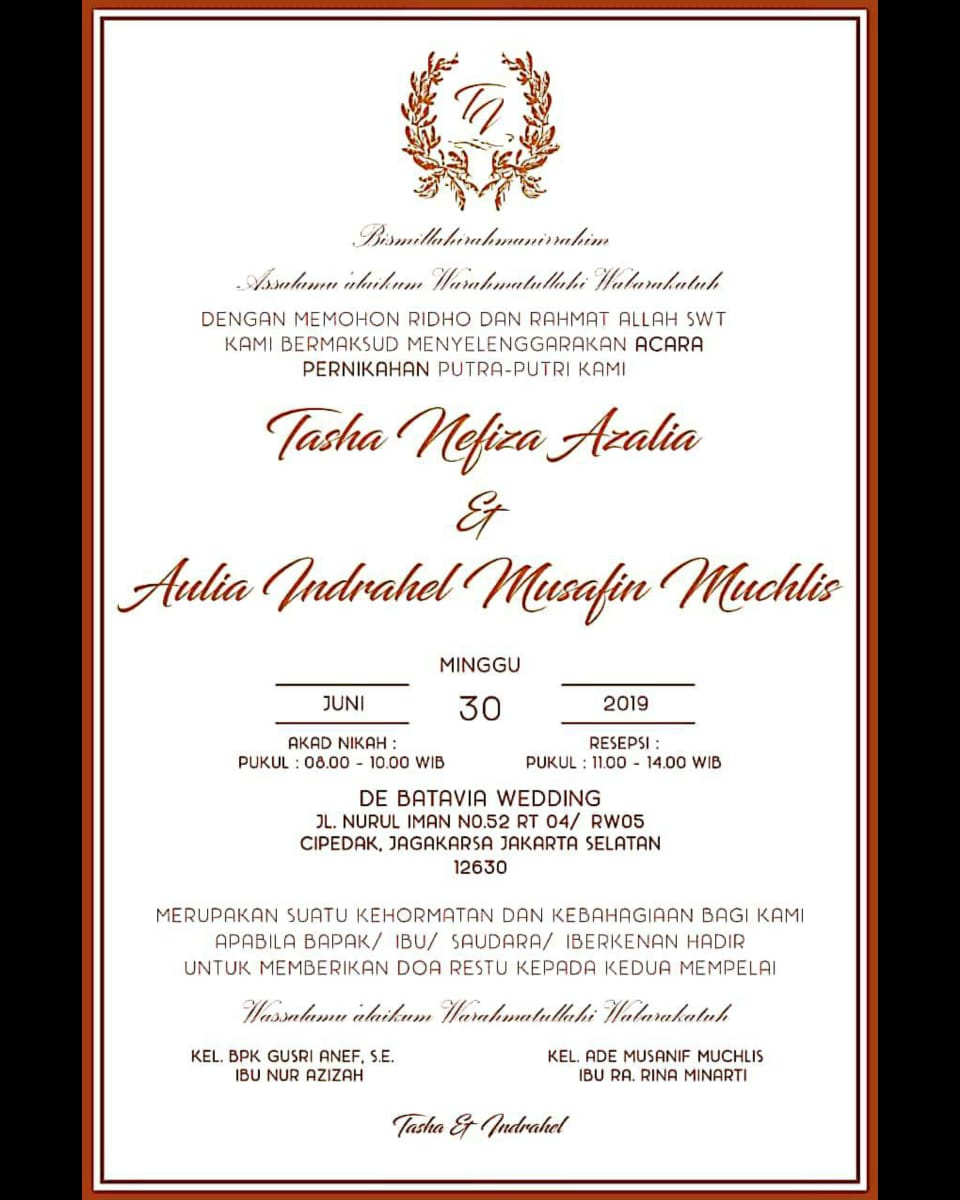 TI
Bismillahirahmanirrahim
Assalamu'alaikum Warahmatullahi Wabarakatuh
DENGAN MEMOHON RIDHO DAN RAHMAT ALLAH SWT
KAMI BERMAKSUD MENYELENGGARAKAN ACARA
PERNIKAHAN PUTRA-PUTRI KAMI
Tasha Nefiza Azalia
&
Aulia Indrahel Musafin Muchlis
MINGGU
JUNI 30 2019
AKAD NIKAH :
PUKUL : 08.00 - 10.00 WIB
RESEPSI :
PUKUL : 11.00 - 14.00 WIB
DE BATAVIA WEDDING
JL. NURUL IMAN NO.52 RT 04/ RW05
CIPEDAK, JAGAKARSA JAKARTA SELATAN
12630
MERUPAKAN SUATU KEHORMATAN DAN KEBAHAGIAAN BAGI KAMI
APABILA BAPAK/ IBU/ SAUDARA/ IBERKENAN HADIR
UNTUK MEMBERIKAN DOA RESTU KEPADA KEDUA MEMPELAI
Wassalamu'alaikum Warahmatullahi Wabarakatuh
KEL. BPK GUSRI ANEF, S.E.
IBU NUR AZIZAH
KEL. ADE MUSANIF MUCHLIS
IBU RA. RINA MINARTI
Tasha & Indrahel